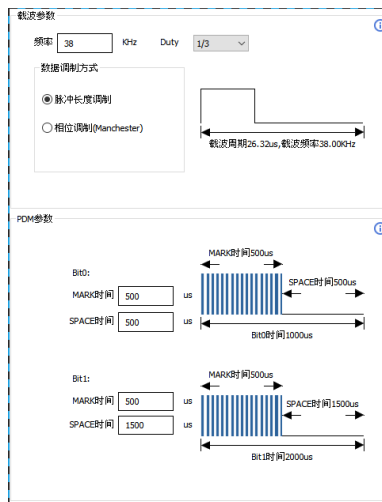 载波参数
频率 38 KHz Duty 1/3
数据调制方式
脉冲长度调制
相位调制(Manchester)
载波周期26.32us,载波频率38.00KHz
PDM参数
MARK时间500us
Bit0:
SPACE时间500us
MARK时间 500 us
SPACE时间 500 us
Bit0时间1000us
MARK时间500us
Bit1:
MARK时间 500 us
SPACE时间1500us
SPACE时间 1500 us
Bit1时间2000us